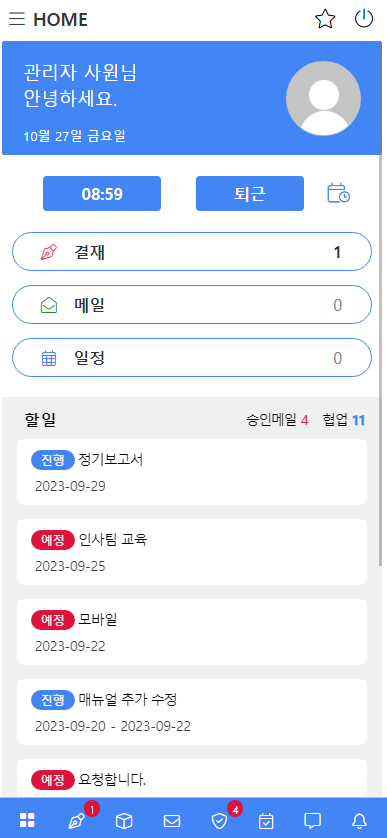 HOME
관리자 사원님
안녕하세요.
10월 27일 금요일
08:59 퇴근
결재 1
메일 0
일정 0
할일 승인메일 4 협업 11
진행 정기보고서
2023-09-29
예정 인사팀 교육
2023-09-25
예정 모바일
2023-09-22
진행 매뉴얼 추가 수정
2023-09-20 - 2023-09-22
예정 요청합니다.
1 4